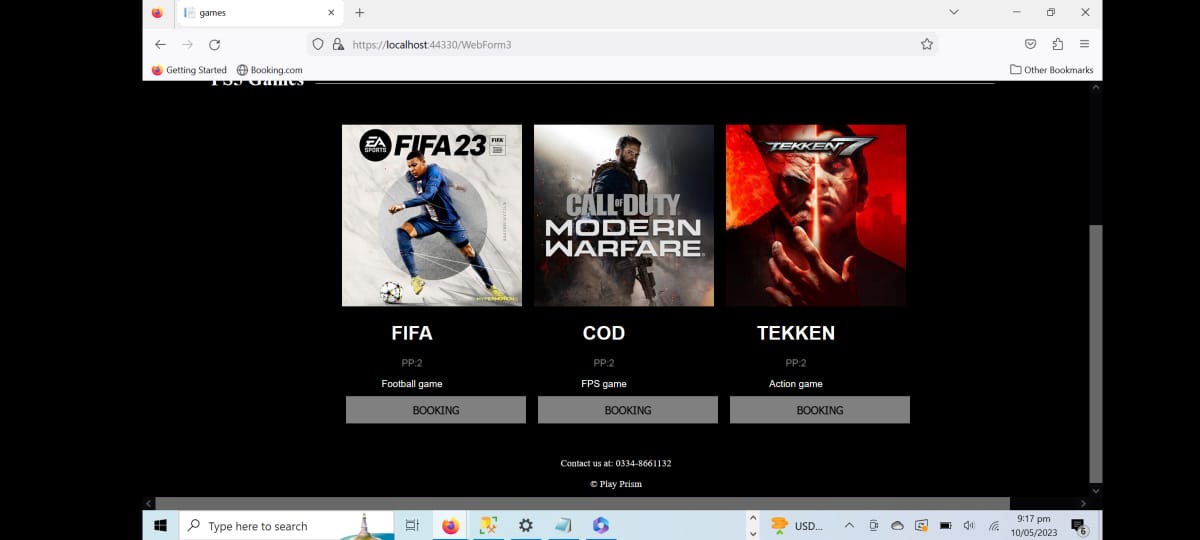 games
https://localhost:44330/WebForm3
Getting Started
Booking.com
Other Bookmarks
PS5 Games
EA SPORTS FIFA 23 FIFA
CALL OF DUTY
MODERN
WARFARE
TEKKEN 7
HYPERMOTION
FIFA
COD
TEKKEN
PP:2
PP:2
PP:2
Football game
FPS game
Action game
BOOKING
BOOKING
BOOKING
Contact us at: 0334-8661132
© Play Prism
Type here to search
USD...
9:17 pm
10/05/2023
6